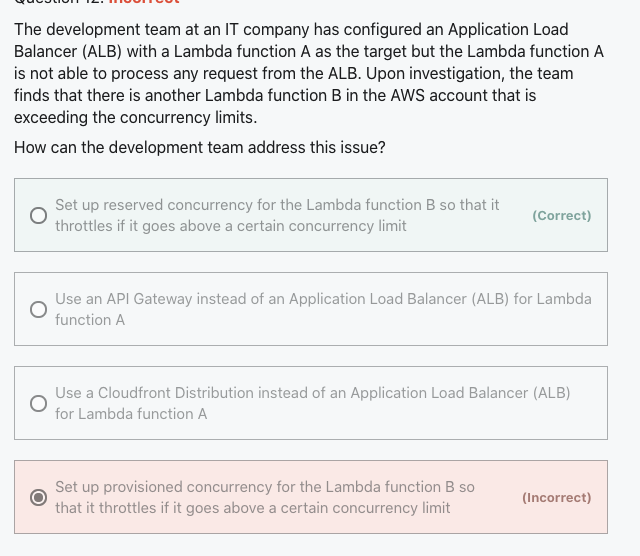 Question 12: Incorrect
The development team at an IT company has configured an Application Load
Balancer (ALB) with a Lambda function A as the target but the Lambda function A
is not able to process any request from the ALB. Upon investigation, the team
finds that there is another Lambda function B in the AWS account that is
exceeding the concurrency limits.
How can the development team address this issue?
Set up reserved concurrency for the Lambda function B so that it
throttles if it goes above a certain concurrency limit
(Correct)
Use an API Gateway instead of an Application Load Balancer (ALB) for Lambda
function A
Use a Cloudfront Distribution instead of an Application Load Balancer (ALB)
for Lambda function A
Set up provisioned concurrency for the Lambda function B so
that it throttles if it goes above a certain concurrency limit
(Incorrect)